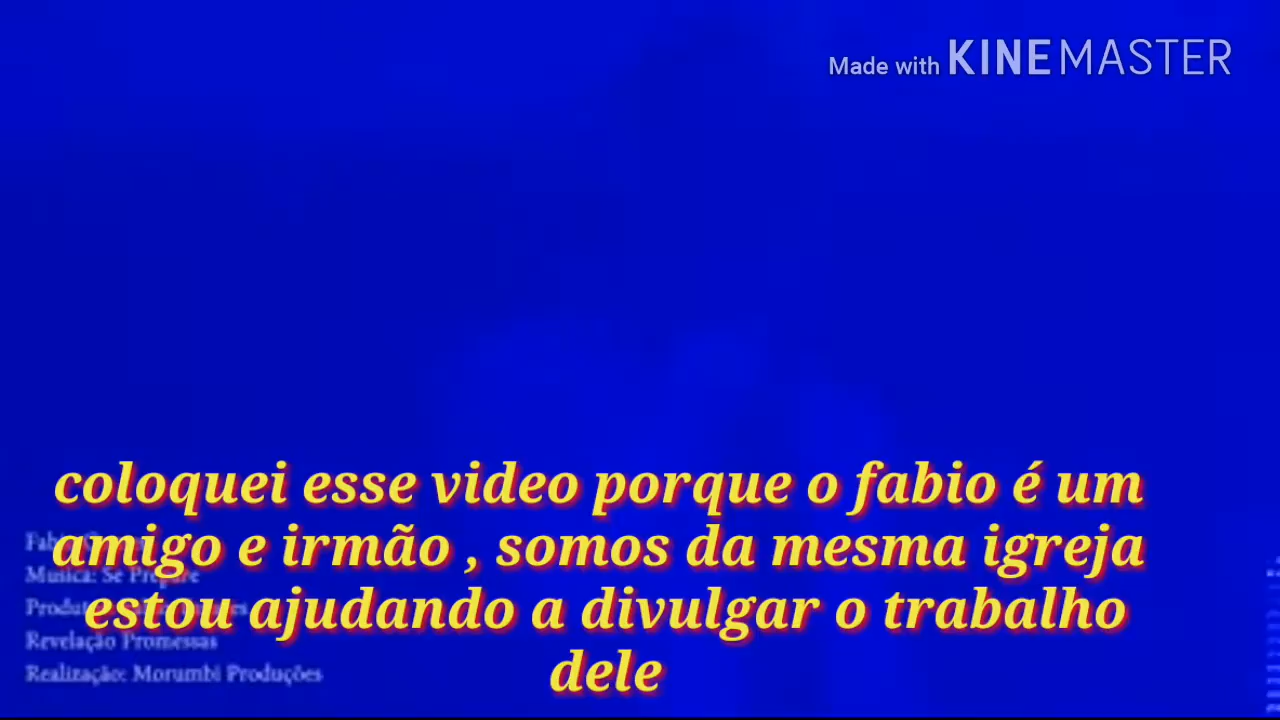 Made with KINEMASTER
coloquei esse video porque o fabio é um
amigo e irmão , somos da mesma igreja
estou ajudando a divulgar o trabalho
dele
Musica: Se Prepare
Revelação Promessas
Realização: Morumbi Produções